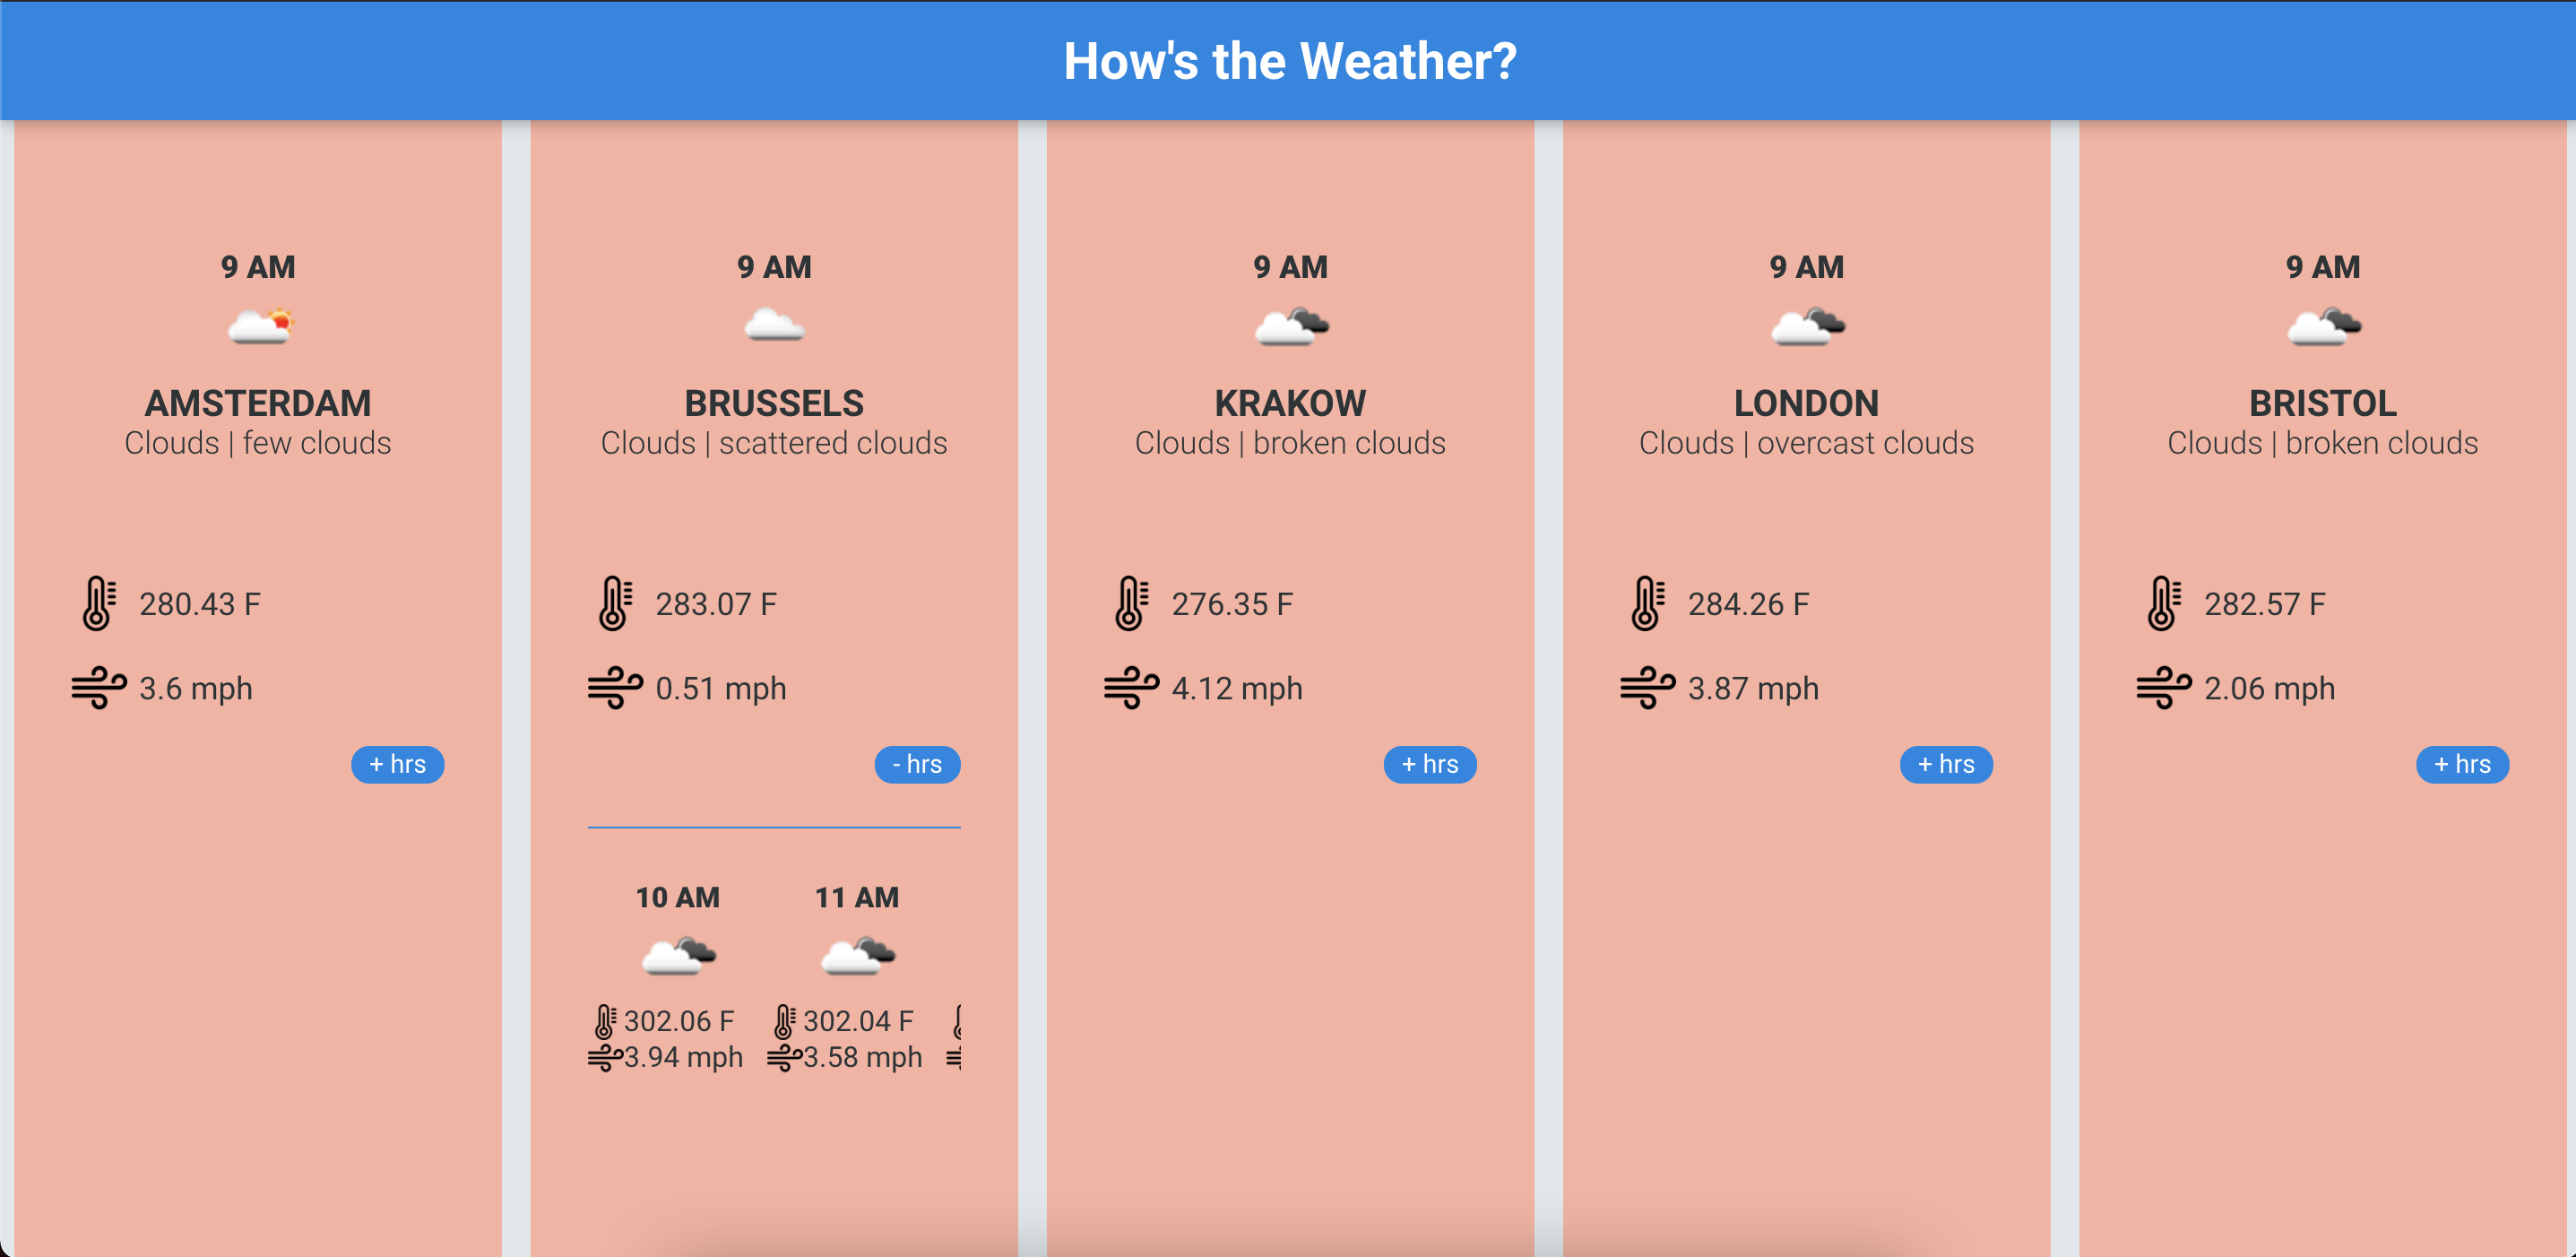 How's the Weather?
9 AM
AMSTERDAM
Clouds | few clouds
280.43 F
3.6 mph
+ hrs
9 AM
BRUSSELS
Clouds | scattered clouds
283.07 F
0.51 mph
- hrs
10 AM
302.06 F
3.94 mph
11 AM
302.04 F
3.58 mph
9 AM
KRAKOW
Clouds | broken clouds
276.35 F
4.12 mph
+ hrs
9 AM
LONDON
Clouds | overcast clouds
284.26 F
3.87 mph
+ hrs
9 AM
BRISTOL
Clouds | broken clouds
282.57 F
2.06 mph
+ hrs